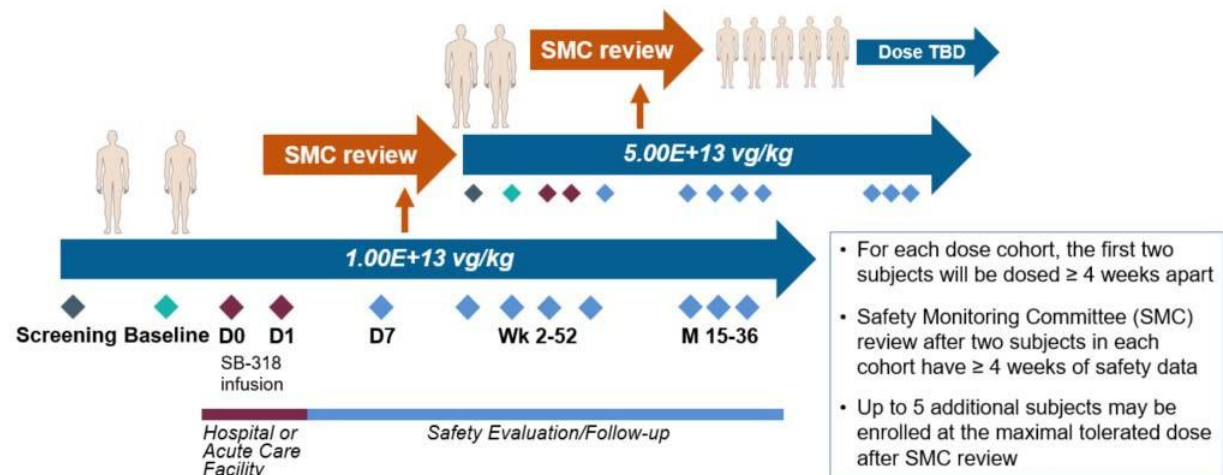 SMC review
Dose TBD
SMC review
5.00E+13 vg/kg
1.00E+13 vg/kg
Screening Baseline D0 D1 D7 Wk 2-52 M 15-36
SB-318
infusion
Hospital or
Acute Care
Facility
Safety Evaluation/Follow-up
• For each dose cohort, the first two
subjects will be dosed ≥ 4 weeks apart
• Safety Monitoring Committee (SMC)
review after two subjects in each
cohort have ≥ 4 weeks of safety data
• Up to 5 additional subjects may be
enrolled at the maximal tolerated dose
after SMC review